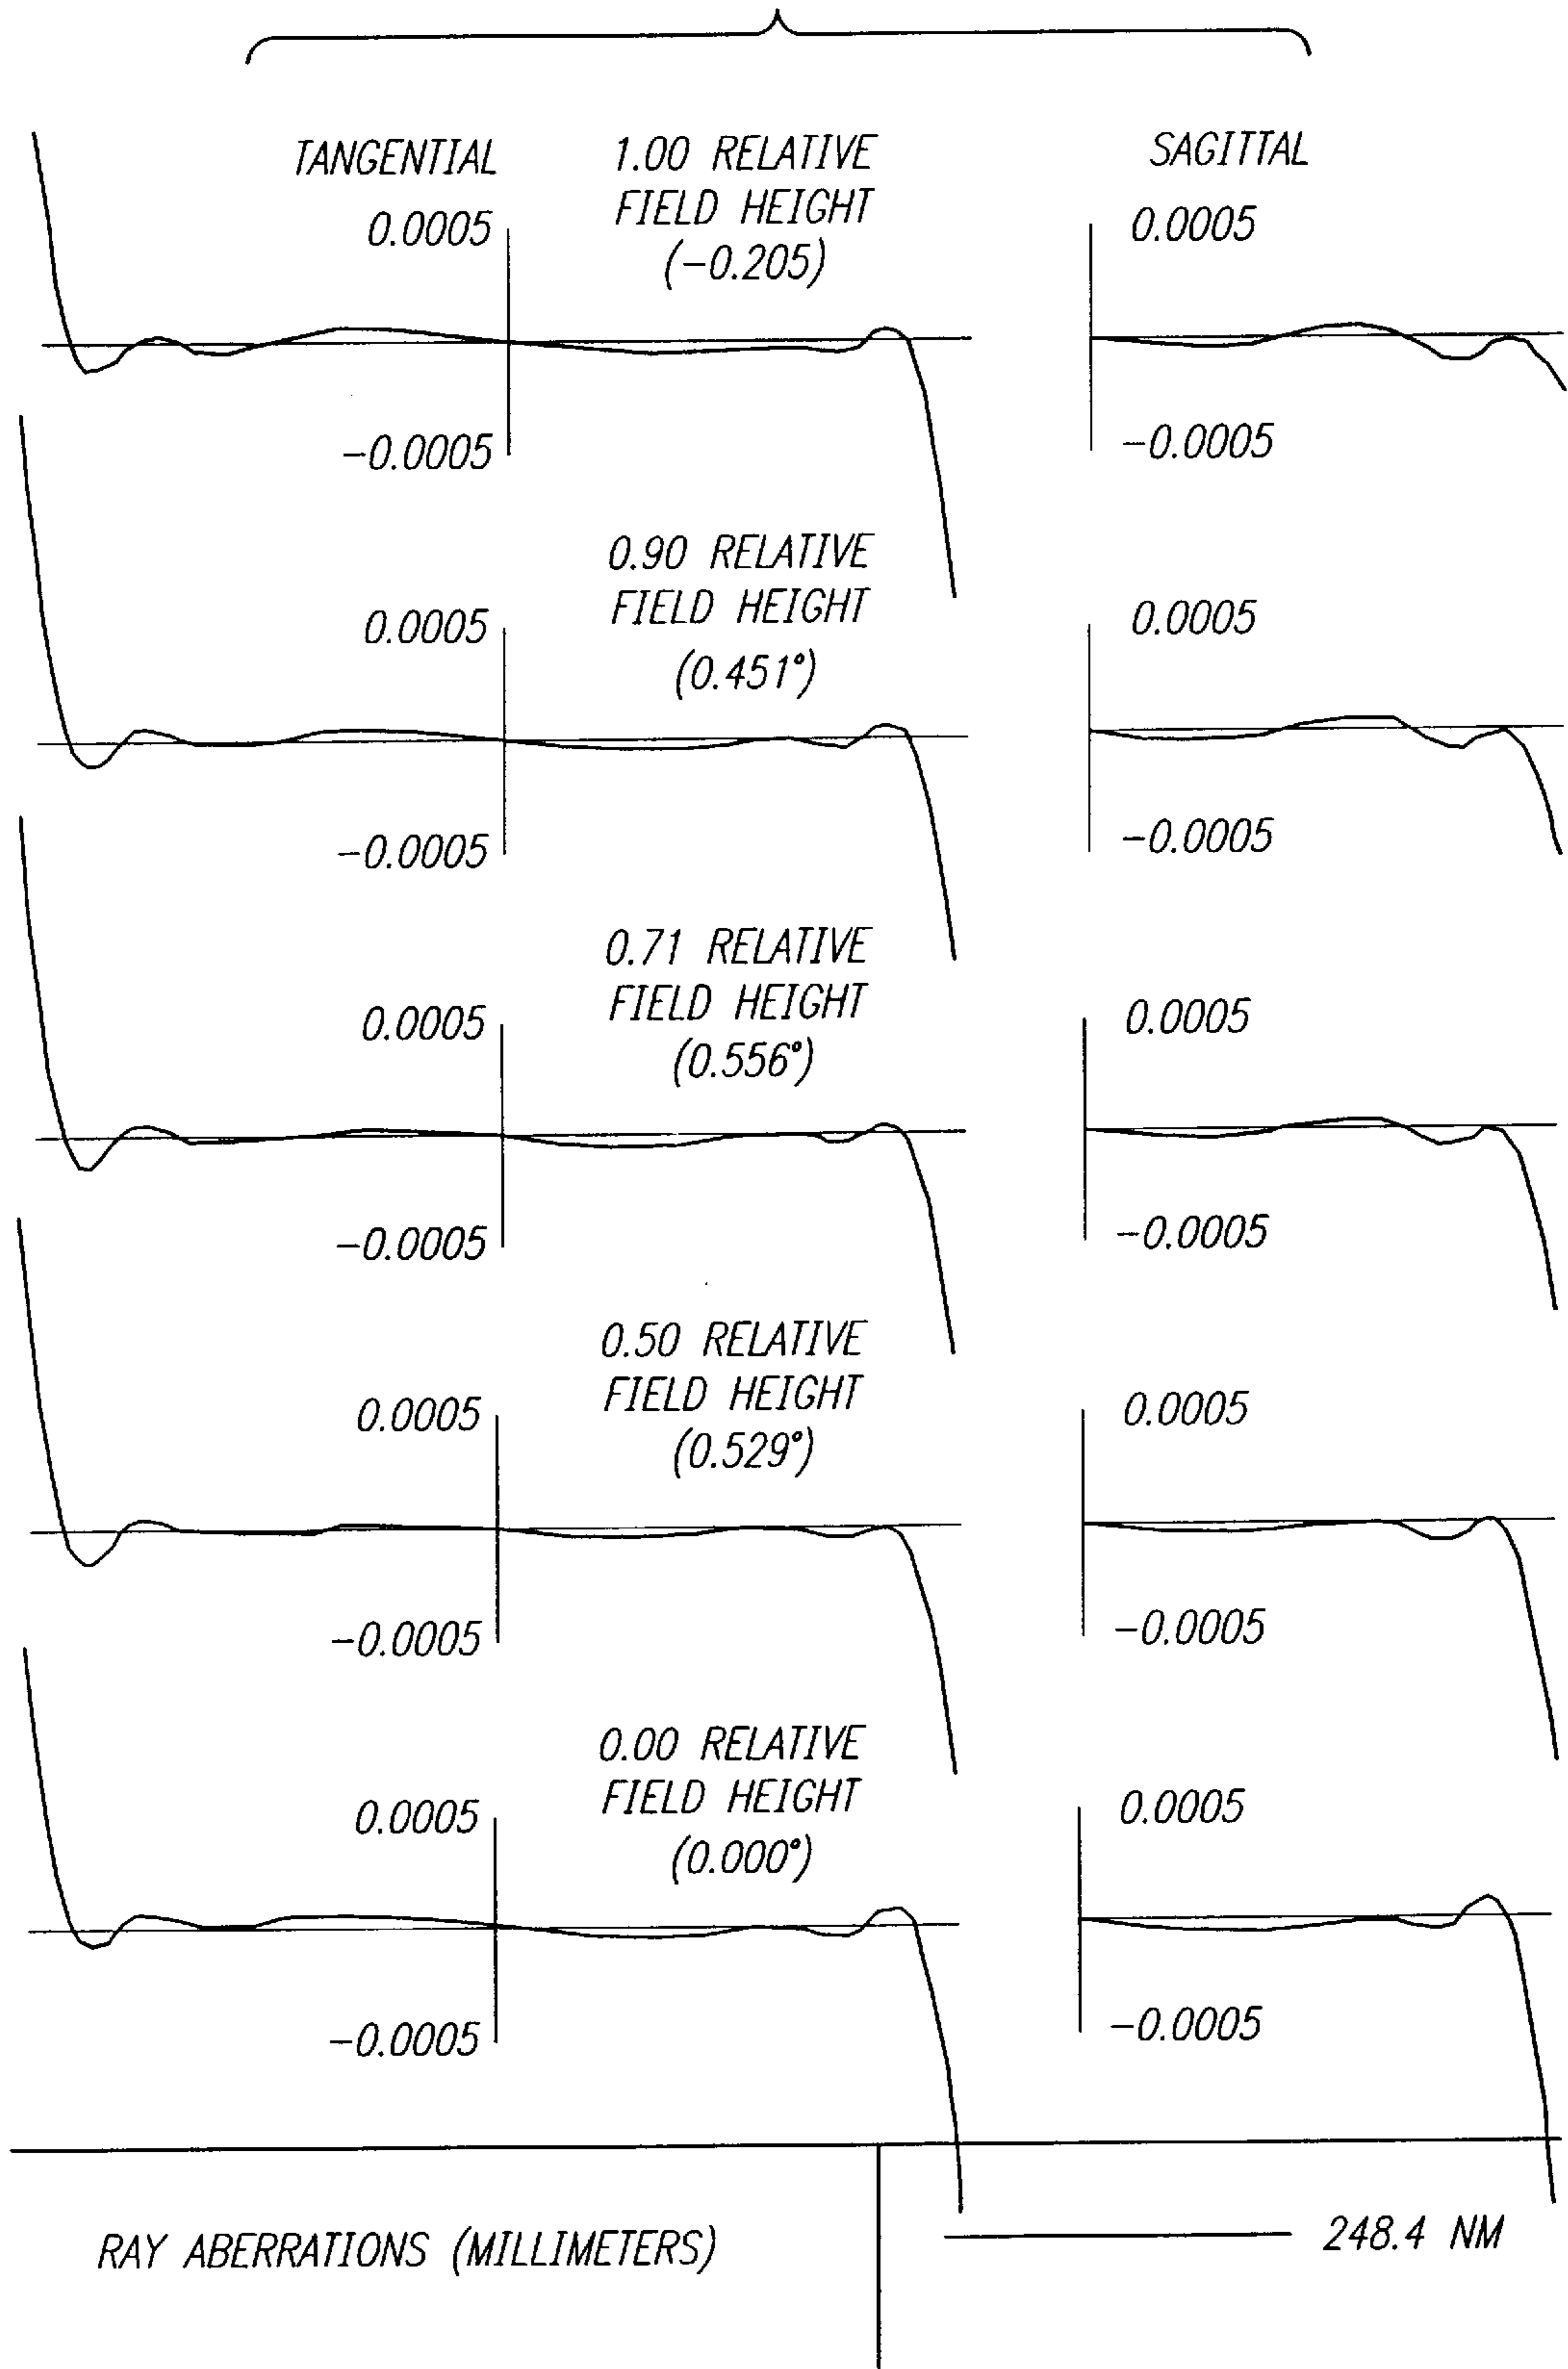 TANGENTIAL
1.00 RELATIVE
FIELD HEIGHT
(-0.205)
SAGITTAL
0.0005
0.0005
-0.0005
-0.0005
0.90 RELATIVE
FIELD HEIGHT
(0.451°)
0.0005
0.0005
-0.0005
-0.0005
0.71 RELATIVE
FIELD HEIGHT
(0.556°)
0.0005
0.0005
-0.0005
-0.0005
0.50 RELATIVE
FIELD HEIGHT
(0.529°)
0.0005
0.0005
-0.0005
-0.0005
0.00 RELATIVE
FIELD HEIGHT
(0.000°)
0.0005
0.0005
-0.0005
-0.0005
RAY ABERRATIONS (MILLIMETERS)
248.4 NM